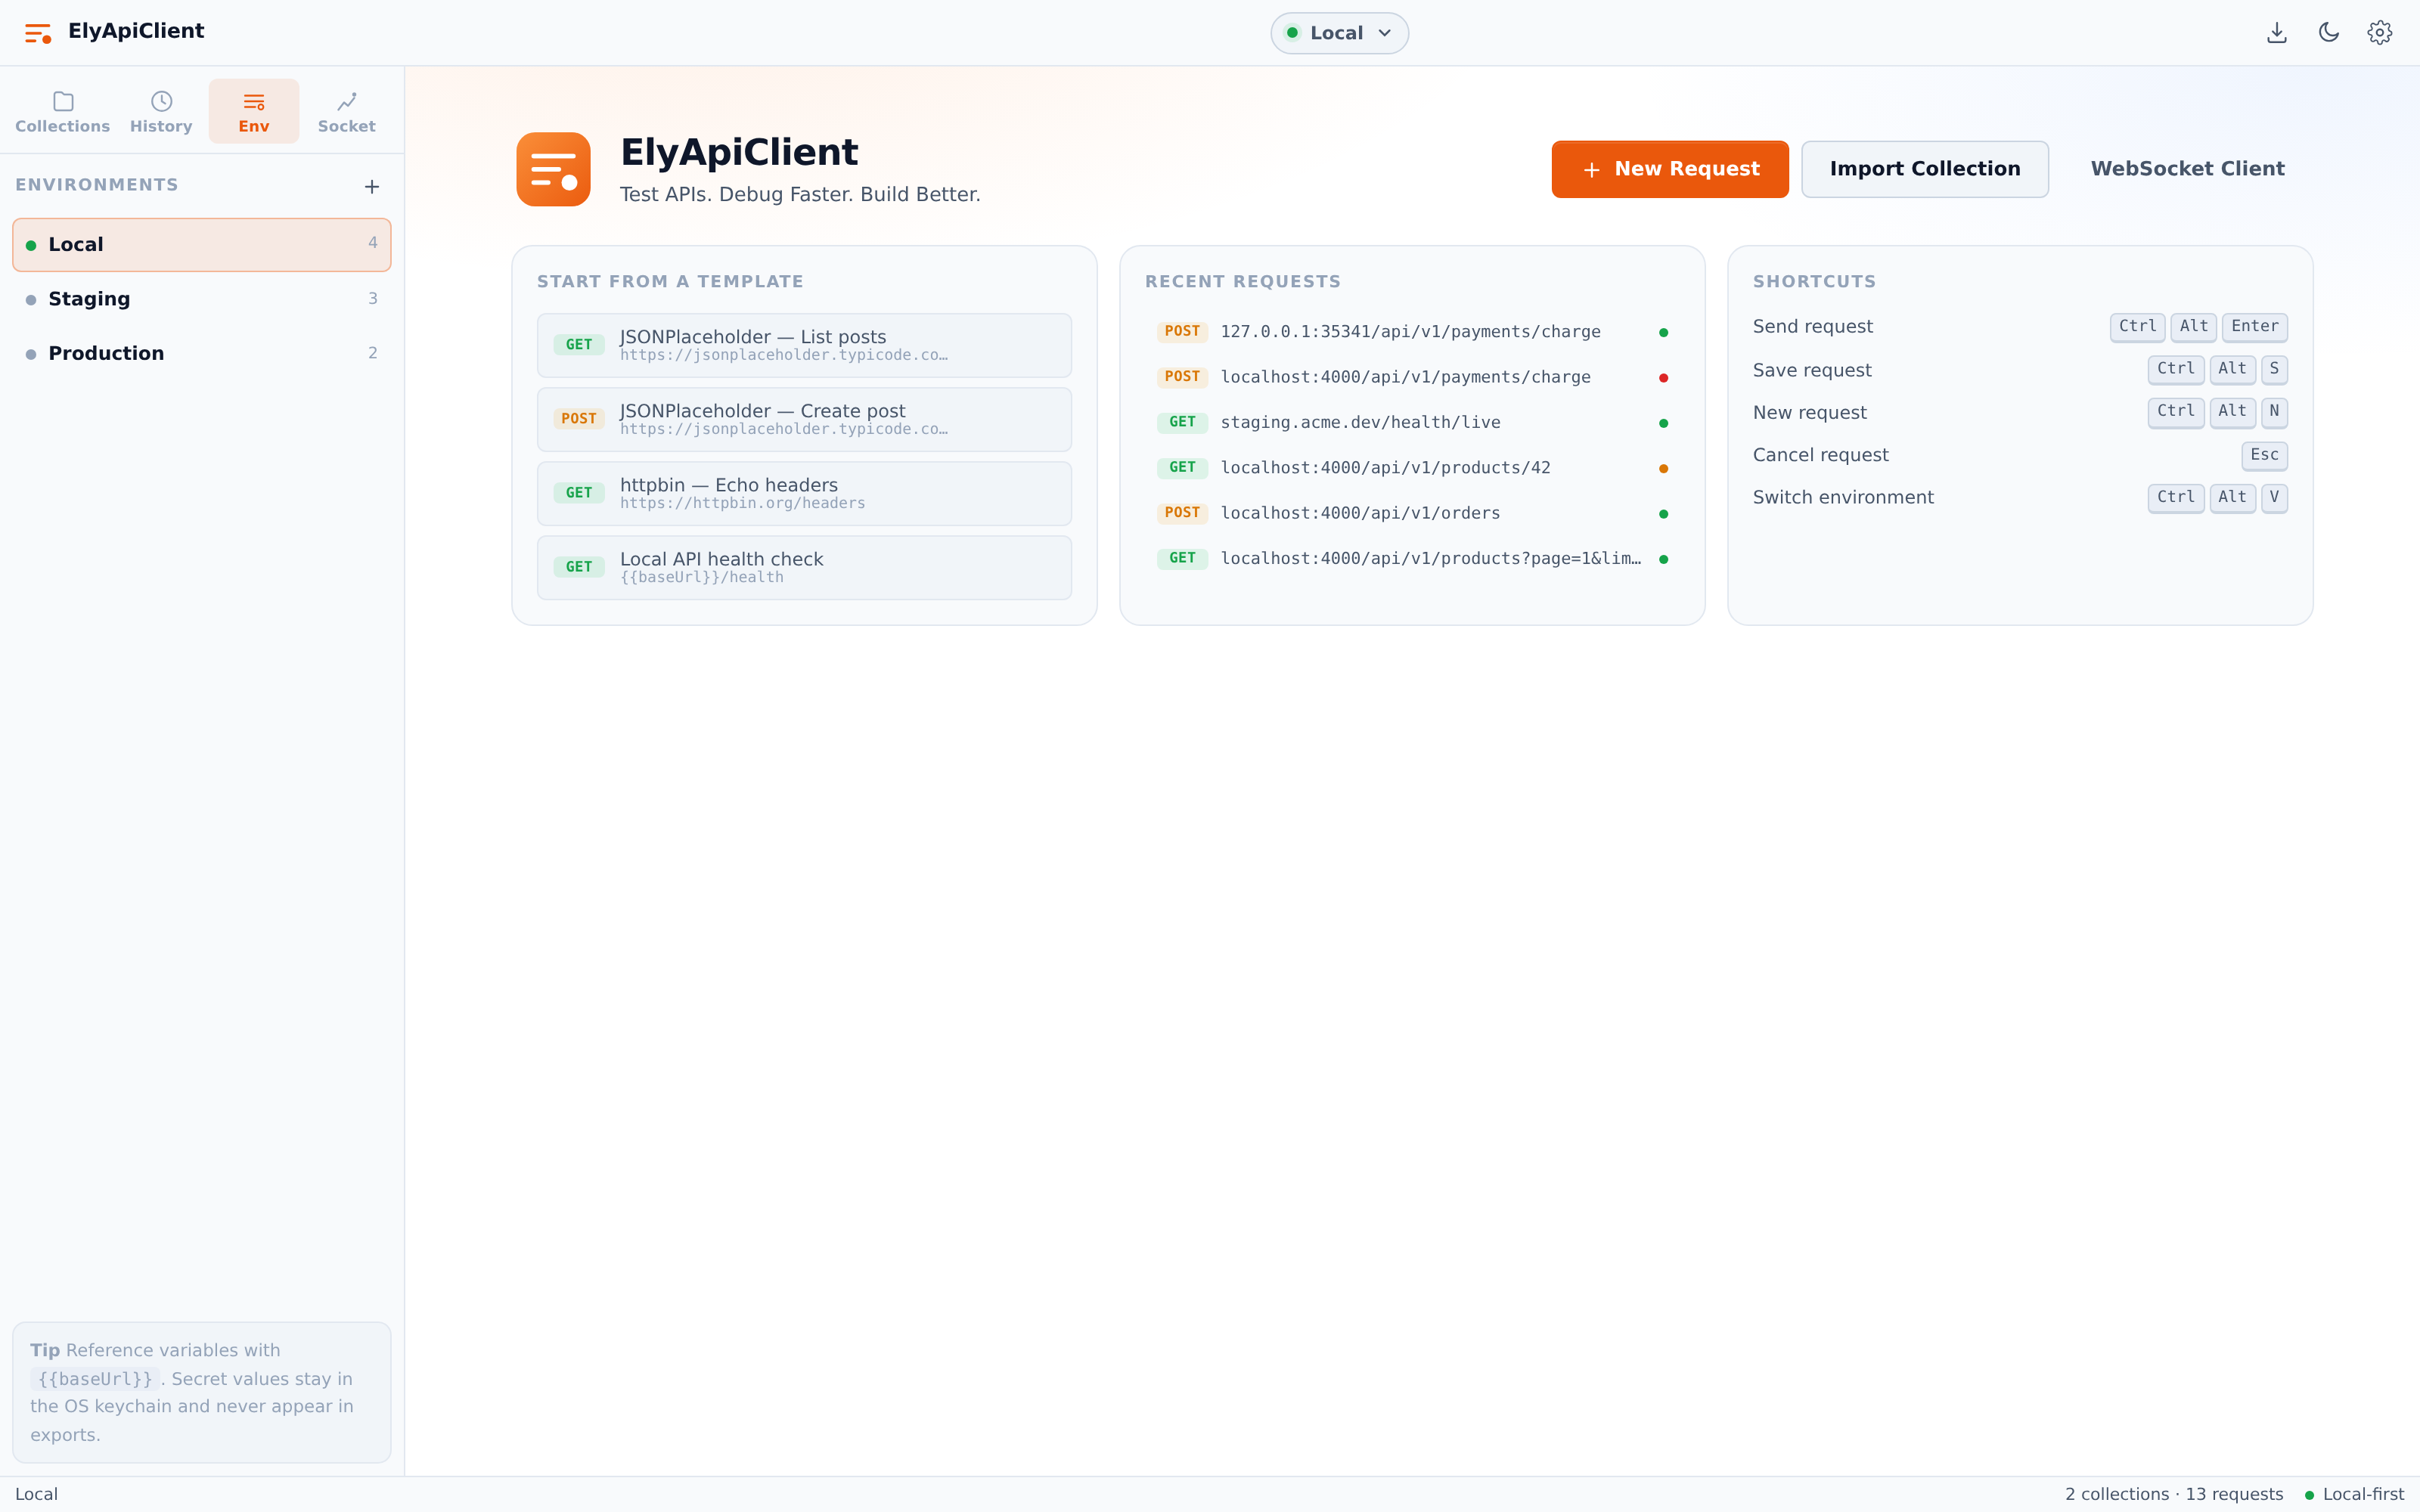 ElyApiClient
Local
Collections
History
Env
Socket
ENVIRONMENTS
Local 4
Staging 3
Production 2
Tip Reference variables with
{{baseUrl}}. Secret values stay in
the OS keychain and never appear in
exports.
ElyApiClient
Test APIs. Debug Faster. Build Better.
New Request
Import Collection
WebSocket Client
START FROM A TEMPLATE
GET JSONPlaceholder — List posts
https://jsonplaceholder.typicode.co…
POST JSONPlaceholder — Create post
https://jsonplaceholder.typicode.co…
GET httpbin — Echo headers
https://httpbin.org/headers
GET Local API health check
{{baseUrl}}/health
RECENT REQUESTS
POST 127.0.0.1:35341/api/v1/payments/charge
POST localhost:4000/api/v1/payments/charge
GET staging.acme.dev/health/live
GET localhost:4000/api/v1/products/42
POST localhost:4000/api/v1/orders
GET localhost:4000/api/v1/products?page=1&lim…
SHORTCUTS
Send request Ctrl Alt Enter
Save request Ctrl Alt S
New request Ctrl Alt N
Cancel request Esc
Switch environment Ctrl Alt V
Local
2 collections · 13 requests
Local-first